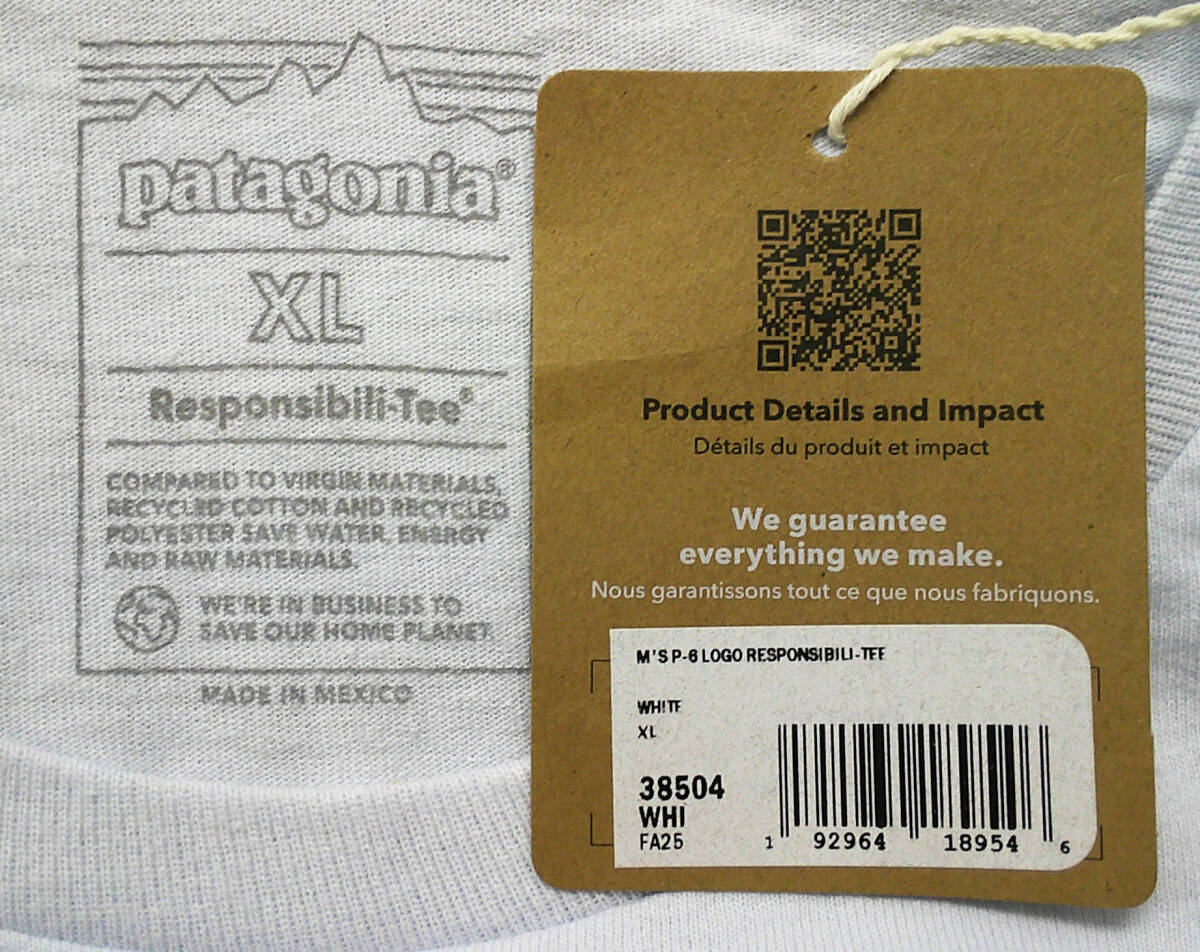 patagonia®
XL
Responsibili-Tee®
COMPARED TO VIRGIN MATERIALS,
RECYCLED COTTON AND RECYCLED
POLYESTER SAVE WATER, ENERGY
AND RAW MATERIALS.
WE'RE IN BUSINESS TO
SAVE OUR HOME PLANET.
MADE IN MEXICO
Product Details and Impact
Détails du produit et impact
We guarantee
everything we make.
Nous garantissons tout ce que nous fabriquons.
M'S P-6 LOGO RESPONSIBILI-TEE
WHITE
XL
38504
WHI
FA25
1 92964 18954 6